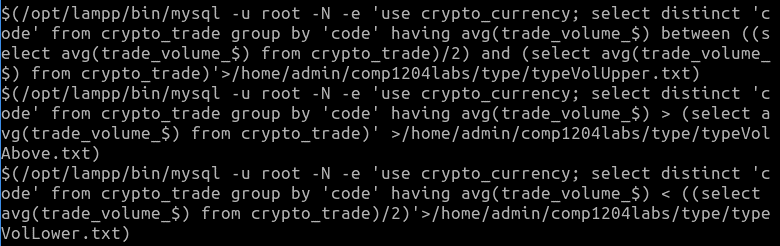 $(/opt/lampp/bin/mysql -u root -N -e 'use crypto_currency; select distinct 'c
ode' from crypto_trade group by 'code' having avg(trade_volume_$) between ((s
elect avg(trade_volume_$) from crypto_trade)/2) and (select avg(trade_volume_
$) from crypto_trade)'>/home/admin/comp1204labs/type/typeVolUpper.txt)
$(/opt/lampp/bin/mysql -u root -N -e 'use crypto_currency; select distinct 'c
ode' from crypto_trade group by 'code' having avg(trade_volume_$) > (select a
vg(trade_volume_$) from crypto_trade)' >/home/admin/comp1204labs/type/typeVol
Above.txt)
$(/opt/lampp/bin/mysql -u root -N -e 'use crypto_currency; select distinct 'c
ode' from crypto_trade group by 'code' having avg(trade_volume_$) < ((select
avg(trade_volume_$) from crypto_trade)/2)'>/home/admin/comp1204labs/type/type
VolLower.txt)